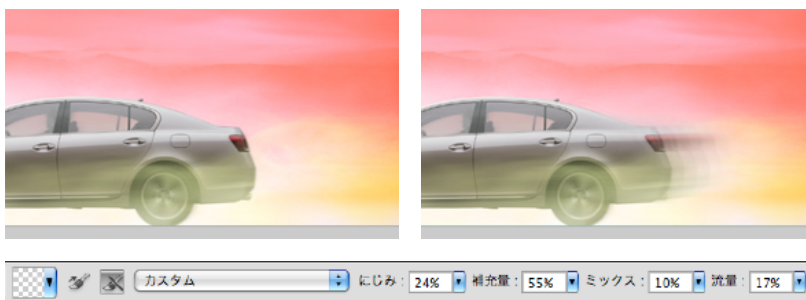 カスタム にじみ : 24% 補充量 : 55% ミックス : 10% 流量 : 17%